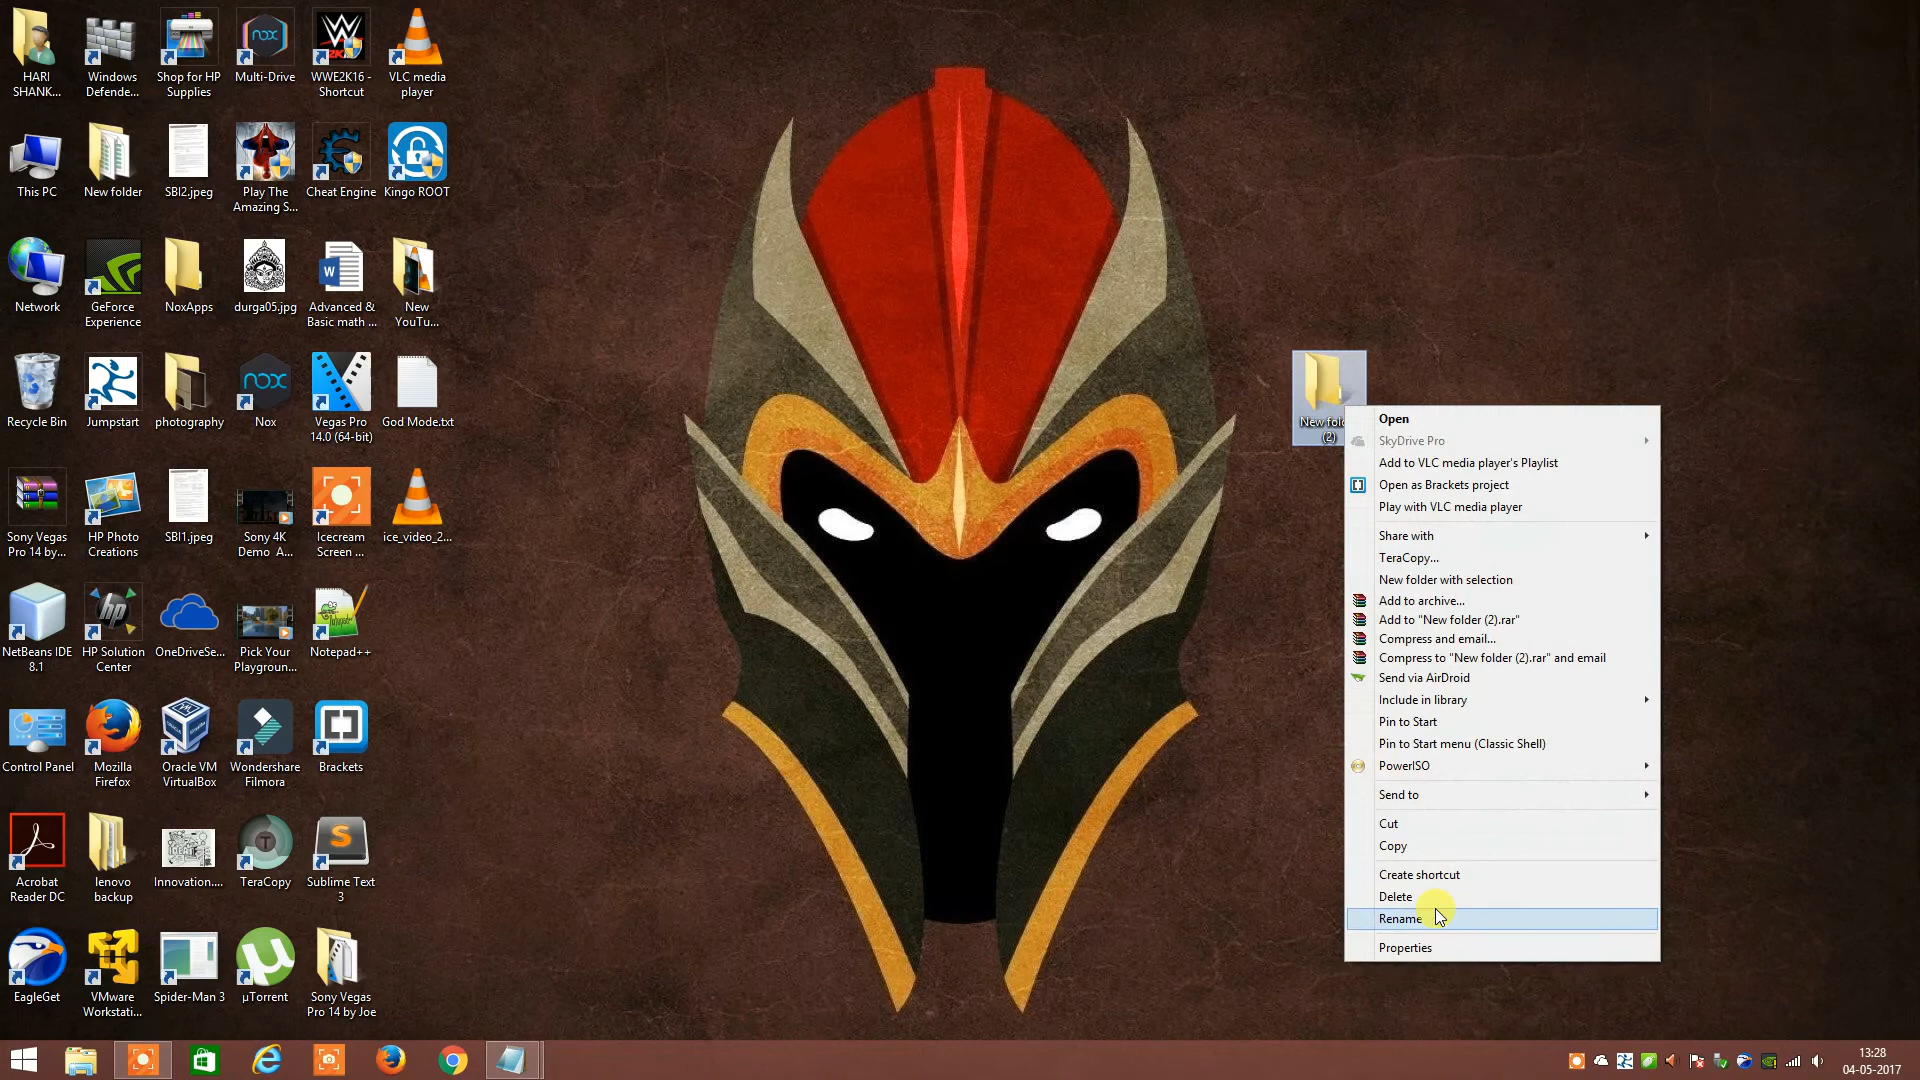 HARI
SHANK...
Windows
Defende...
Shop for HP
Supplies
nox
Multi-Drive
W
2K
WWE2K16 -
Shortcut
VLC media
player
This PC
New folder
SBI2.jpeg
Play The
Amazing S...
Cheat Engine
Kingo ROOT
Network
GeForce
Experience
NoxApps
durga05.jpg
W
Advanced &
Basic math ...
New
YouTu...
Recycle Bin
Jumpstart
photography
nox
Nox
Vegas Pro
14.0 (64-bit)
God Mode.txt
Sony Vegas
Pro 14 by...
HP Photo
Creations
SBI1.jpeg
Sony 4K
Demo_A...
Icecream
Screen ...
ice_video_2...
NetBeans IDE
8.1
hp
HP Solution
Center
OneDriveSe...
Pick Your
Playgroun...
Notepad++
Control Panel
Mozilla
Firefox
Oracle VM
VirtualBox
Wondershare
Filmora
Brackets
Acrobat
Reader DC
lenovo
backup
Innovation....
T
TeraCopy
S
Sublime Text
3
EagleGet
VMware
Workstati...
Spider-Man 3
µ
µTorrent
Sony Vegas
Pro 14 by Joe
New fol
(2)
Open
SkyDrive Pro
Add to VLC media player's Playlist
Open as Brackets project
Play with VLC media player
Share with
TeraCopy...
New folder with selection
Add to archive...
Add to "New folder (2).rar"
Compress and email...
Compress to "New folder (2).rar" and email
Send via AirDroid
Include in library
Pin to Start
Pin to Start menu (Classic Shell)
PowerISO
Send to
Cut
Copy
Create shortcut
Delete
Rename
Properties
13:28
04-05-2017